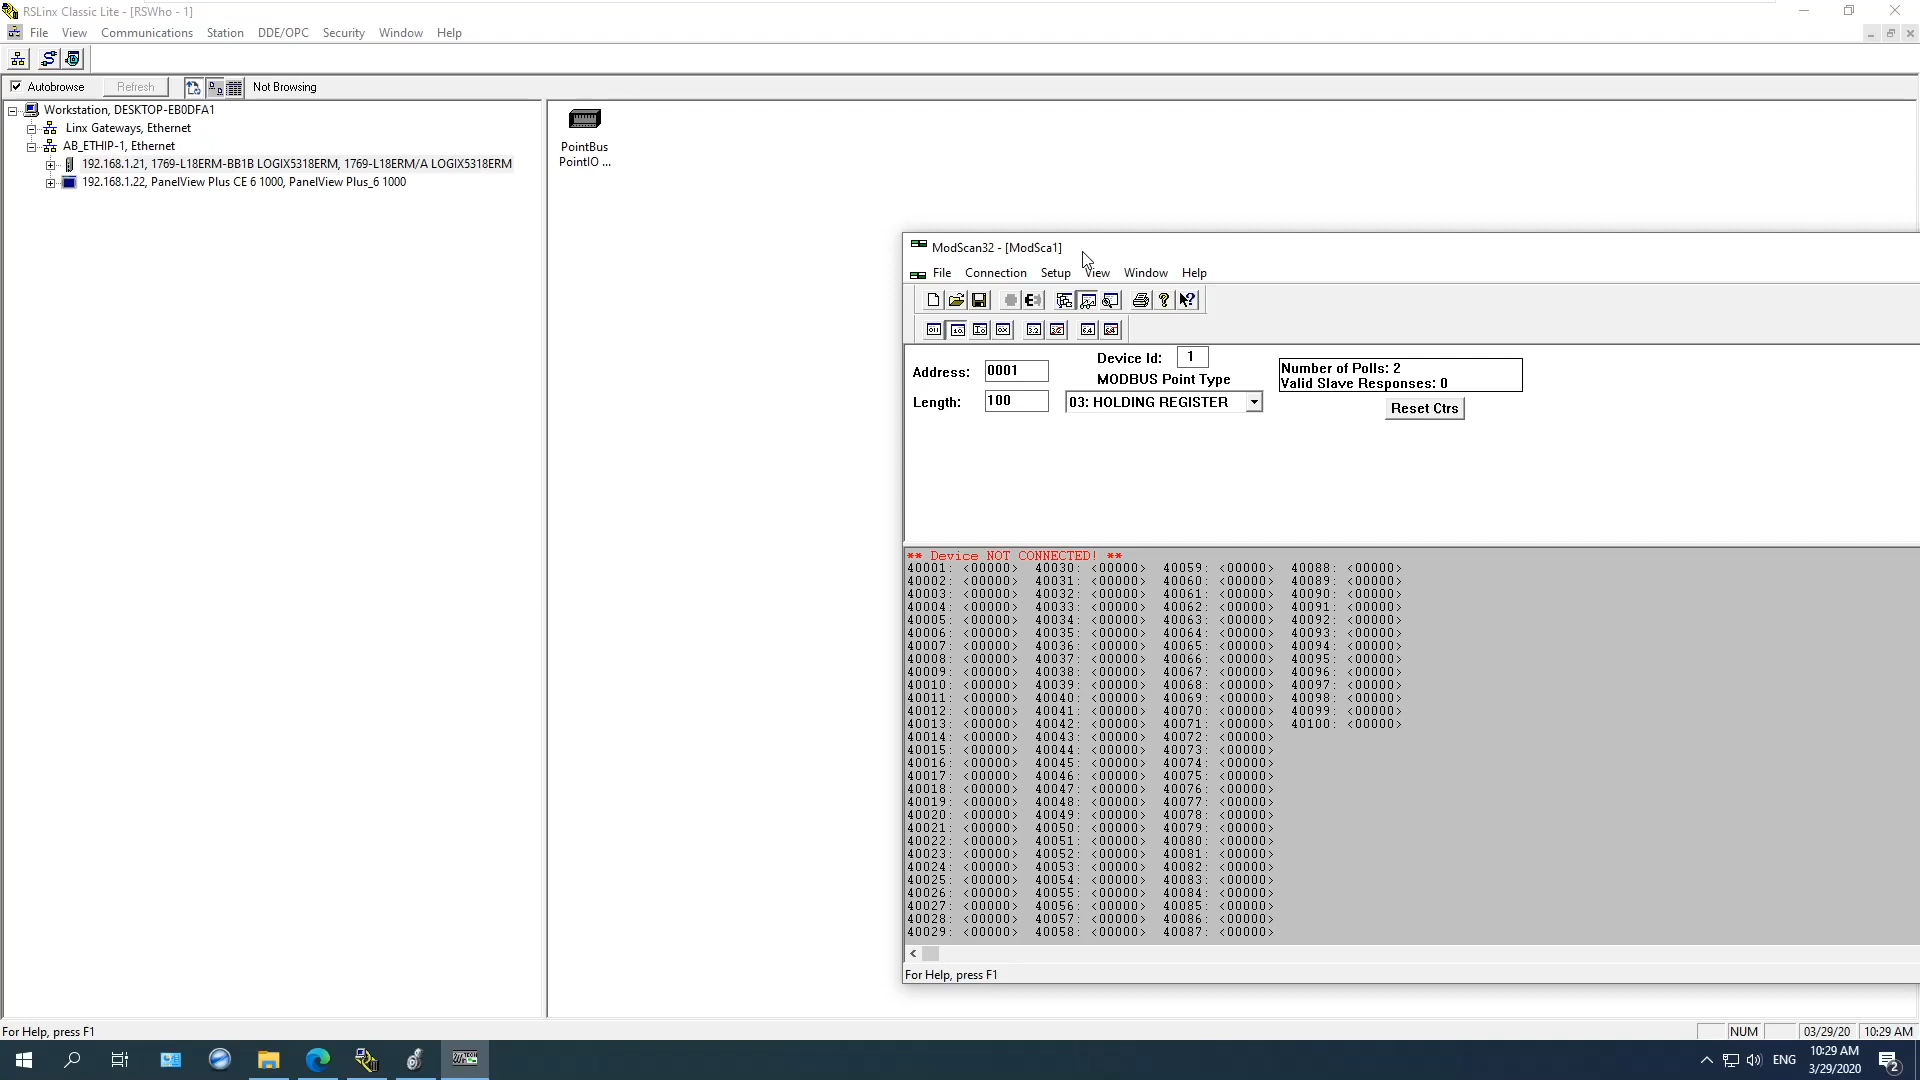 RSLinx Classic Lite - [RSWho - 1]
File View Communications Station DDE/OPC Security Window Help
Autobrowse Refresh Not Browsing
Workstation, DESKTOP-EB0DFA1
Linx Gateways, Ethernet
AB_ETHIP-1, Ethernet
192.168.1.21, 1769-L18ERM-BB1B LOGIX5318ERM, 1769-L18ERM/A LOGIX5318ERM
192.168.1.22, PanelView Plus CE 6 1000, PanelView Plus_6 1000
PointBus
PointIO ...
ModScan32 - [ModSca1]
File Connection Setup View Window Help
Address: 0001
Length: 100
Device Id: 1
MODBUS Point Type
03: HOLDING REGISTER
Number of Polls: 2
Valid Slave Responses: 0
Reset Ctrs
** Device NOT CONNECTED! **
40001: <00000> 40030: <00000> 40059: <00000> 40088: <00000>
40002: <00000> 40031: <00000> 40060: <00000> 40089: <00000>
40003: <00000> 40032: <00000> 40061: <00000> 40090: <00000>
40004: <00000> 40033: <00000> 40062: <00000> 40091: <00000>
40005: <00000> 40034: <00000> 40063: <00000> 40092: <00000>
40006: <00000> 40035: <00000> 40064: <00000> 40093: <00000>
40007: <00000> 40036: <00000> 40065: <00000> 40094: <00000>
40008: <00000> 40037: <00000> 40066: <00000> 40095: <00000>
40009: <00000> 40038: <00000> 40067: <00000> 40096: <00000>
40010: <00000> 40039: <00000> 40068: <00000> 40097: <00000>
40011: <00000> 40040: <00000> 40069: <00000> 40098: <00000>
40012: <00000> 40041: <00000> 40070: <00000> 40099: <00000>
40013: <00000> 40042: <00000> 40071: <00000> 40100: <00000>
40014: <00000> 40043: <00000> 40072: <00000>
40015: <00000> 40044: <00000> 40073: <00000>
40016: <00000> 40045: <00000> 40074: <00000>
40017: <00000> 40046: <00000> 40075: <00000>
40018: <00000> 40047: <00000> 40076: <00000>
40019: <00000> 40048: <00000> 40077: <00000>
40020: <00000> 40049: <00000> 40078: <00000>
40021: <00000> 40050: <00000> 40079: <00000>
40022: <00000> 40051: <00000> 40080: <00000>
40023: <00000> 40052: <00000> 40081: <00000>
40024: <00000> 40053: <00000> 40082: <00000>
40025: <00000> 40054: <00000> 40083: <00000>
40026: <00000> 40055: <00000> 40084: <00000>
40027: <00000> 40056: <00000> 40085: <00000>
40028: <00000> 40057: <00000> 40086: <00000>
40029: <00000> 40058: <00000> 40087: <00000>
For Help, press F1
For Help, press F1
NUM 03/29/20 10:29 AM
ENG
10:29 AM
3/29/2020
2